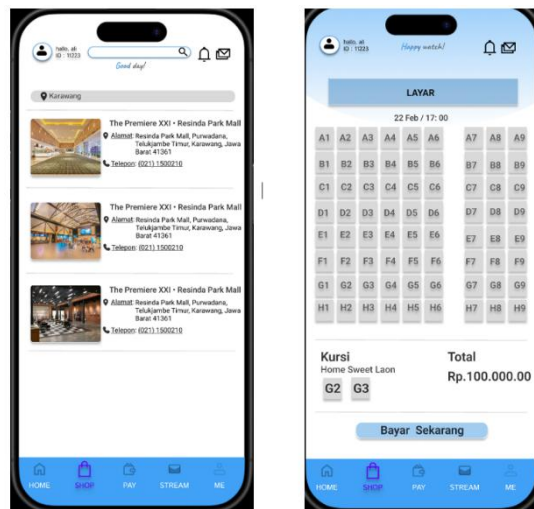 hallo, ali
ID : 11223
Good day!
Karawang
The Premiere XXI • Resinda Park Mall
Alamat: Resinda Park Mall, Purwadana,
Telukjambe Timur, Karawang, Jawa
Barat 41361
Telepon: (021) 1500210
The Premiere XXI • Resinda Park Mall
Alamat: Resinda Park Mall, Purwadana,
Telukjambe Timur, Karawang, Jawa
Barat 41361
Telepon: (021) 1500210
The Premiere XXI • Resinda Park Mall
Alamat: Resinda Park Mall, Purwadana,
Telukjambe Timur, Karawang, Jawa
Barat 41361
Telepon: (021) 1500210
HOME SHOP PAY STREAM ME
hallo, ali
ID : 11223
Happy watch!
LAYAR
22 Feb / 17: 00
A1 A2 A3 A4 A5 A6 A7 A8 A9
B1 B2 B3 B4 B5 B6 B7 B8 B9
C1 C2 C3 C4 C5 C6 C7 C8 C9
D1 D2 D3 D4 D5 D6 D7 D8 D9
E1 E2 E3 E4 E5 E6 E7 E8 E9
F1 F2 F3 F4 F5 F6 F7 F8 F9
G1 G2 G3 G4 G5 G6 G7 G8 G9
H1 H2 H3 H4 H5 H6 H7 H8 H9
Kursi
Home Sweet Laon
G2 G3
Total
Rp.100.000.00
Bayar Sekarang
HOME SHOP PAY STREAM ME